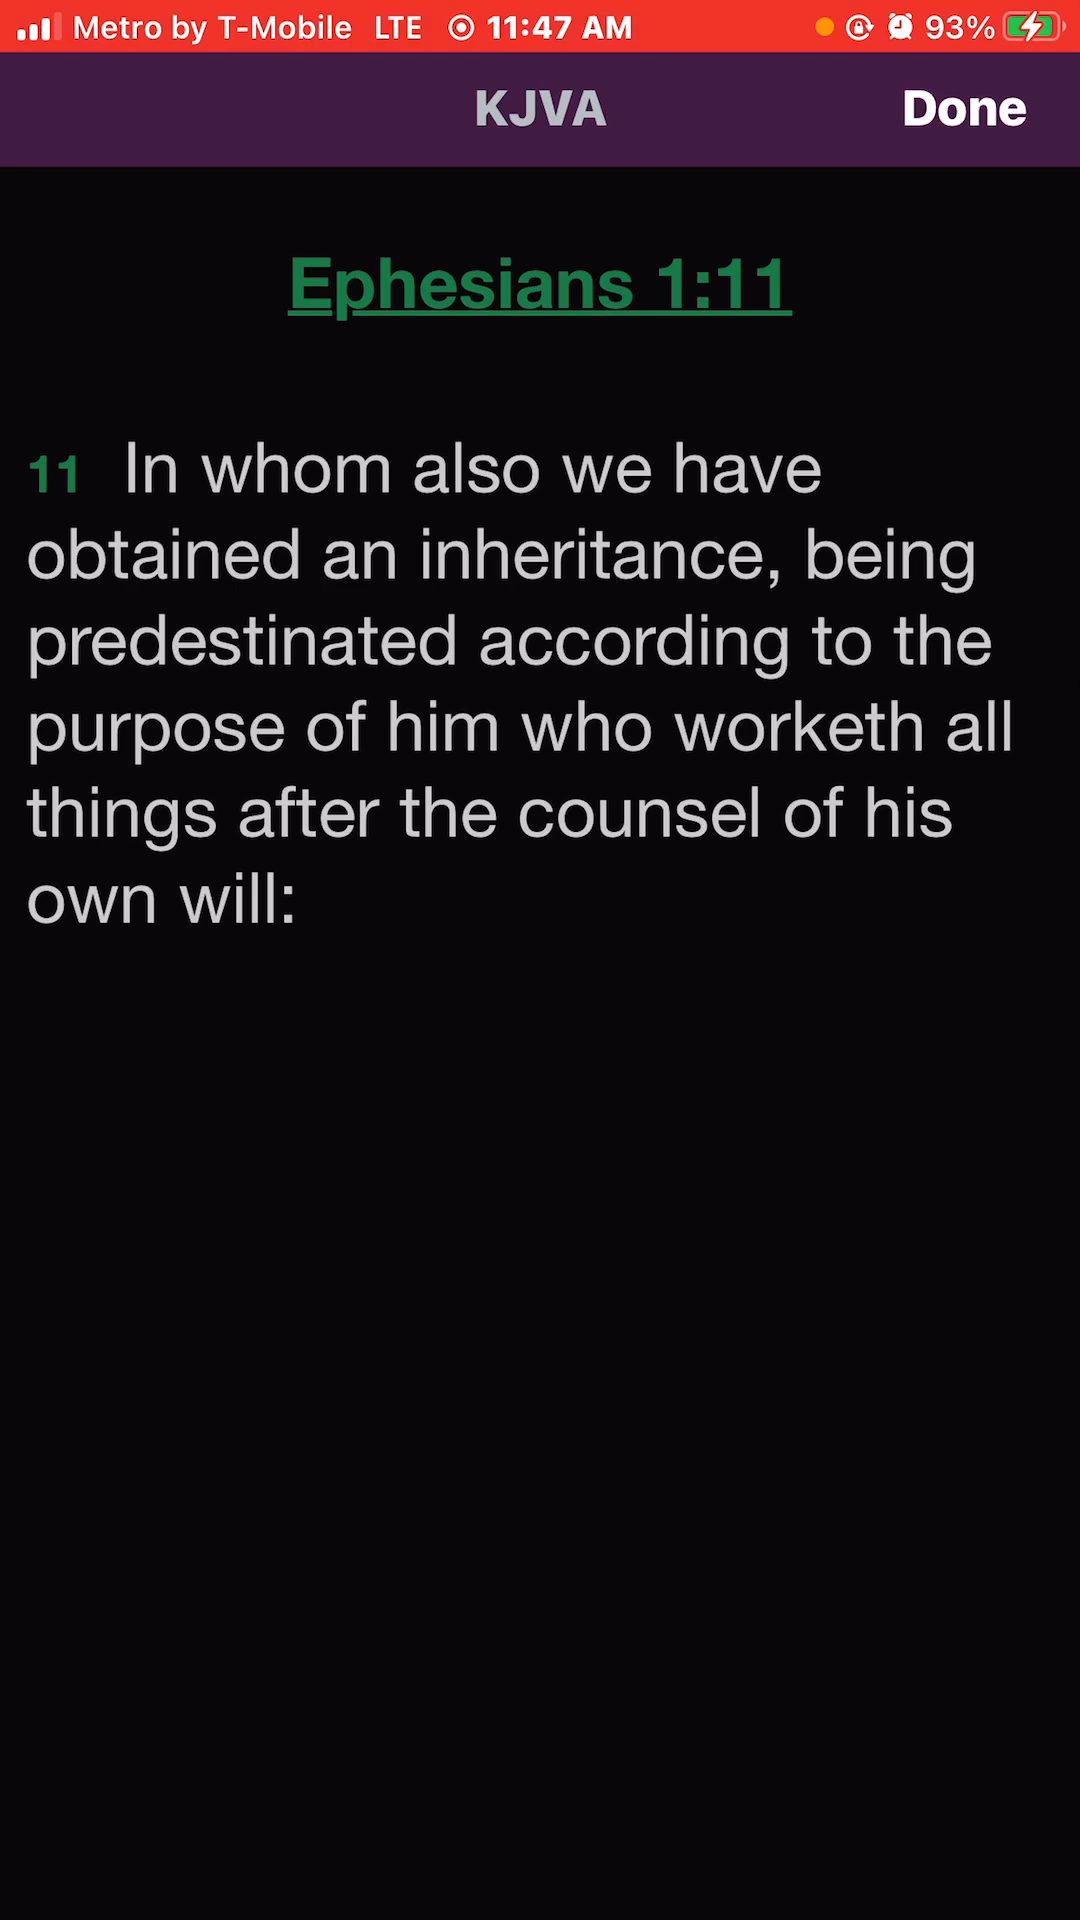 Metro by T-Mobile LTE 11:47 AM 93%
KJVA Done
Ephesians 1:11
11 In whom also we have
obtained an inheritance, being
predestinated according to the
purpose of him who worketh all
things after the counsel of his
own will: